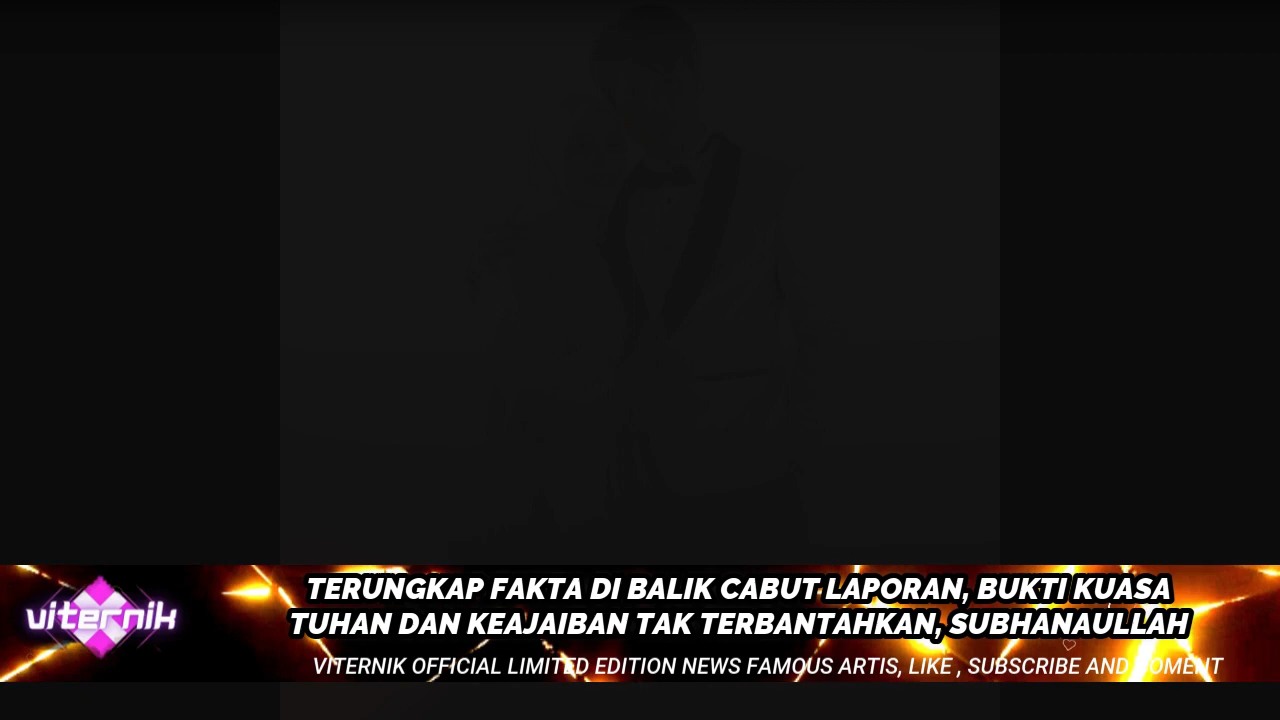 TERUNGKAP FAKTA DI BALIK CABUT LAPORAN, BUKTI KUASA
TUHAN DAN KEAJAIBAN TAK TERBANTAHKAN, SUBHANAULLAH
viternik
VITERNIK OFFICIAL LIMITED EDITION NEWS FAMOUS ARTIS, LIKE , SUBSCRIBE AND COMENT